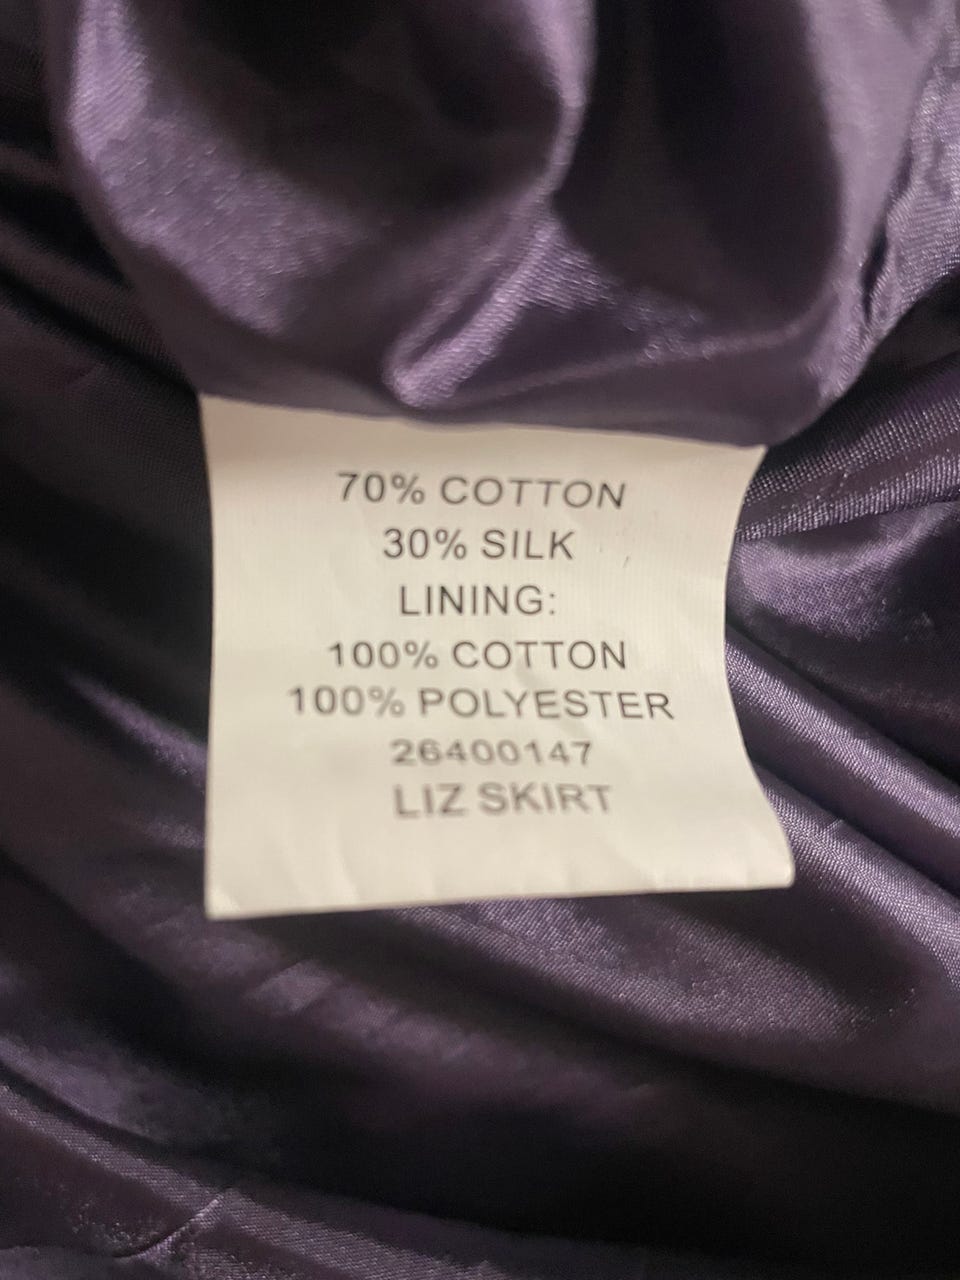 70% COTTON
30% SILK
LINING:
100% COTTON
100% POLYESTER
26400147
LIZ SKIRT